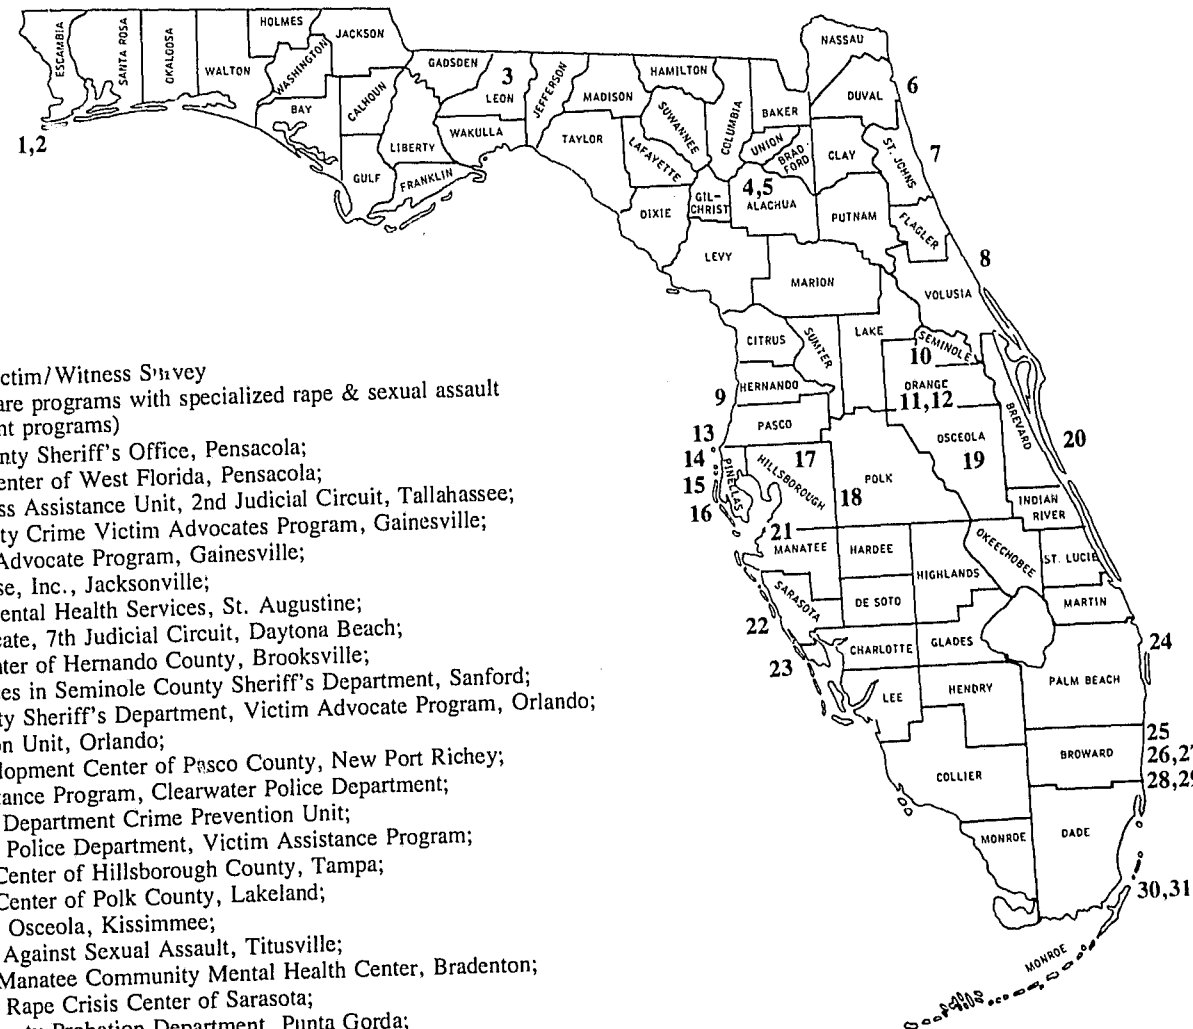 ESCAMBIA
SANTA ROSA
OKALOOSA
WALTON
HOLMES
WASHINGTON
JACKSON
BAY
CALHOUN
GULF
LIBERTY
FRANKLIN
GADSDEN
3
LEON
WAKULLA
JEFFERSON
MADISON
TAYLOR
HAMILTON
SUWANNEE
LAFAYETTE
DIXIE
COLUMBIA
GIL-
CHRIST
BAKER
UNION
BRAD-
FORD
4,5
ALACHUA
NASSAU
DUVAL
6
CLAY
ST. JOHNS
7
PUTNAM
FLAGLER
1,2
LEVY
MARION
8
VOLUSIA
CITRUS
SUMTER
LAKE
SEMINOLE
10
ORANGE
11,12
HERNANDO
9
PASCO
13
14
15
16
PINELLAS
HILLSBOROUGH
17
POLK
18
OSCEOLA
19
BREVARD
20
INDIAN
RIVER
21
MANATEE
HARDEE
HIGHLANDS
OKEECHOBEE
ST. LUCIE
SARASOTA
DE SOTO
MARTIN
22
23
CHARLOTTE
GLADES
24
LEE
HENDRY
PALM BEACH
25
26,27
28,29
BROWARD
COLLIER
MONROE
DADE
30,31
MONROE
ctim/Witness Survey
are programs with specialized rape & sexual assault
nt programs)
nty Sheriff's Office, Pensacola;
enter of West Florida, Pensacola;
ss Assistance Unit, 2nd Judicial Circuit, Tallahassee;
ty Crime Victim Advocates Program, Gainesville;
Advocate Program, Gainesville;
se, Inc., Jacksonville;
ental Health Services, St. Augustine;
cate, 7th Judicial Circuit, Daytona Beach;
nter of Hernando County, Brooksville;
es in Seminole County Sheriff's Department, Sanford;
ty Sheriff's Department, Victim Advocate Program, Orlando;
on Unit, Orlando;
lopment Center of Pasco County, New Port Richey;
tance Program, Clearwater Police Department;
Department Crime Prevention Unit;
Police Department, Victim Assistance Program;
Center of Hillsborough County, Tampa;
Center of Polk County, Lakeland;
Osceola, Kissimmee;
Against Sexual Assault, Titusville;
Manatee Community Mental Health Center, Bradenton;
Rape Crisis Center of Sarasota;
ty Probation Department, Punta Gorda;